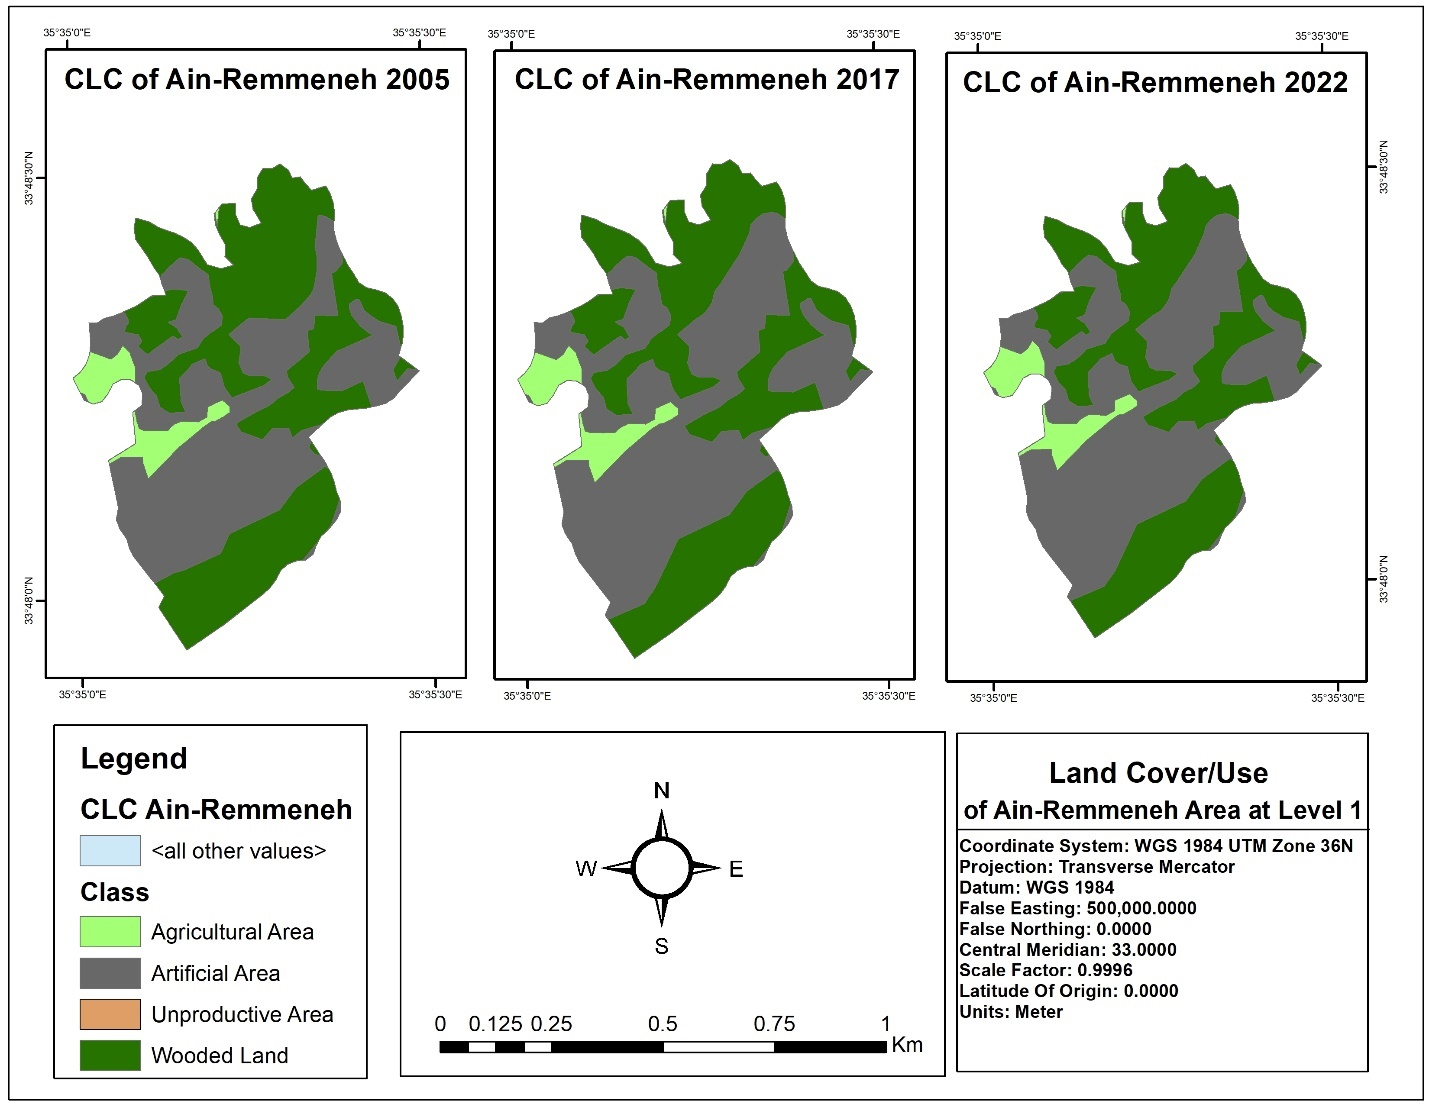 35°35'0"E
35°35'30"E
35°35'0"E
35°35'30"E
35°35'0"E
35°35'30"E
CLC of Ain-Remmeneh 2005
CLC of Ain-Remmeneh 2017
CLC of Ain-Remmeneh 2022
33°48'30"N
33°48'30"N
33°48'0"N
33°48'0"N
35°35'0"E
35°35'30"E
35°35'0"E
35°35'30"E
35°35'0"E
35°35'30"E
Legend
CLC Ain-Remmeneh
<all other values>
Class
Agricultural Area
Artificial Area
Unproductive Area
Wooded Land
N
W
E
S
0 0.125 0.25 0.5 0.75 1
Km
Land Cover/Use
of Ain-Remmeneh Area at Level 1
Coordinate System: WGS 1984 UTM Zone 36N
Projection: Transverse Mercator
Datum: WGS 1984
False Easting: 500,000.0000
False Northing: 0.0000
Central Meridian: 33.0000
Scale Factor: 0.9996
Latitude Of Origin: 0.0000
Units: Meter